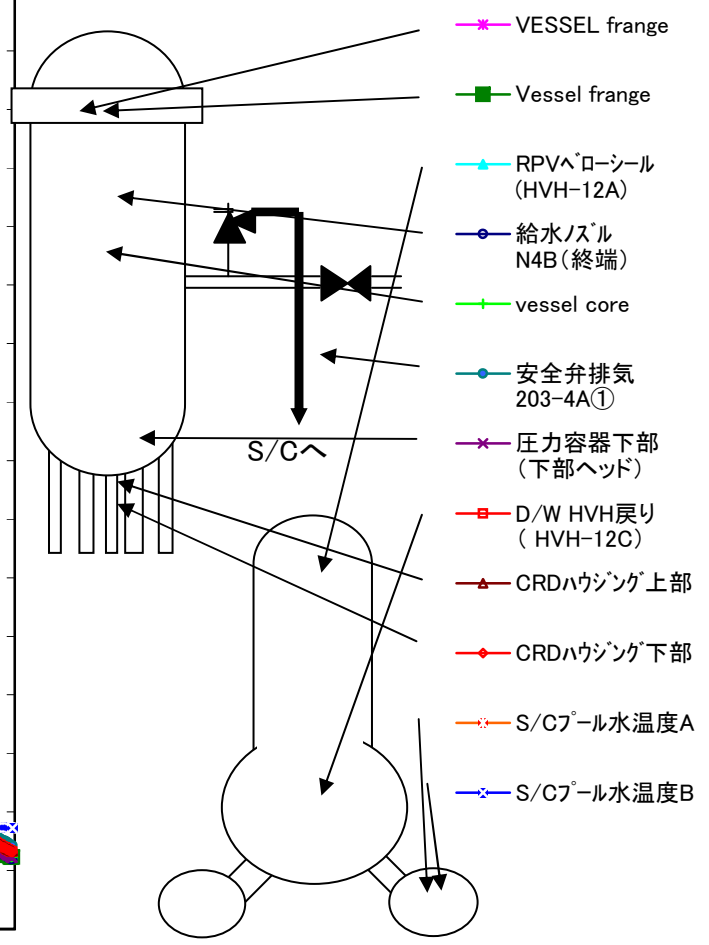 VESSEL frange
Vessel frange
RPVﾍﾞﾛｰｼｰﾙ
(HVH-12A)
給水ﾉｽﾞﾙ
N4B(終端)
vessel core
安全弁排気
203-4A①
圧力容器下部
(下部ヘッド)
S/Cへ
D/W HVH戻り
( HVH-12C)
CRDﾊｳｼﾞﾝｸﾞ上部
CRDﾊｳｼﾞﾝｸﾞ下部
S/Cﾌﾟｰﾙ水温度A
S/Cﾌﾟｰﾙ水温度B